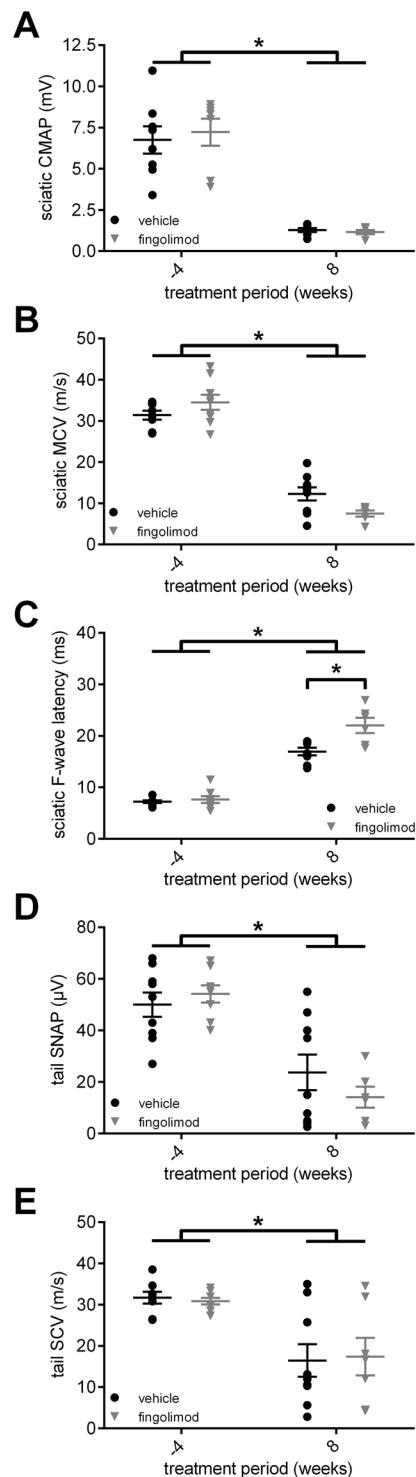 A
*
12.5
10.0
7.5
5.0
2.5
0.0
sciatic CMAP (mV)
vehicle
fingolimod
-4
8
treatment period (weeks)
B
*
50
40
30
20
10
0
sciatic MCV (m/s)
vehicle
fingolimod
-4
8
treatment period (weeks)
C
*
*
40
30
20
10
0
sciatic F-wave latency (ms)
vehicle
fingolimod
-4
8
treatment period (weeks)
D
*
80
60
40
20
0
tail SNAP (µV)
vehicle
fingolimod
-4
8
treatment period (weeks)
E
*
50
40
30
20
10
0
tail SCV (m/s)
vehicle
fingolimod
-4
8
treatment period (weeks)